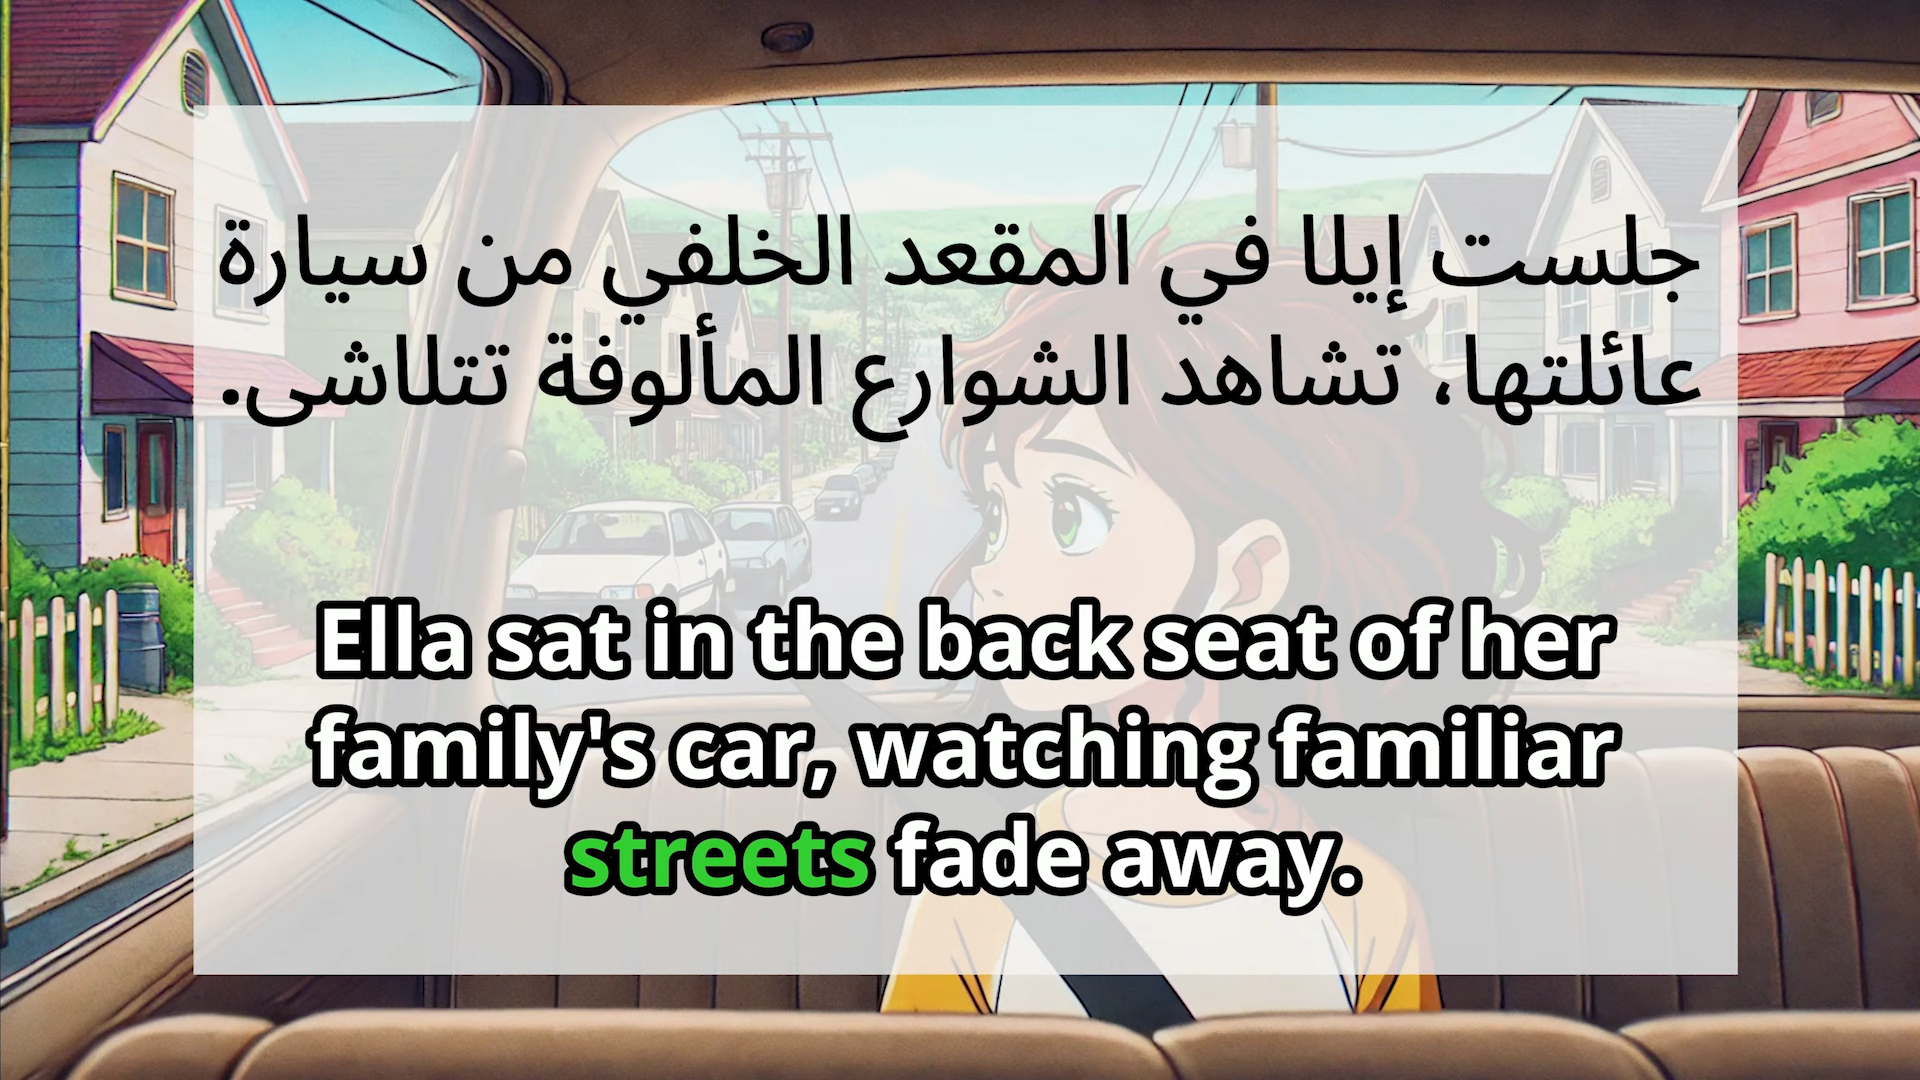 جلست إيلا في المقعد الخلفي من سيارة
عائلتها، تشاهد الشوارع المألوفة تتلاشى.
Ella sat in the back seat of her
family's car, watching familiar
streets fade away.